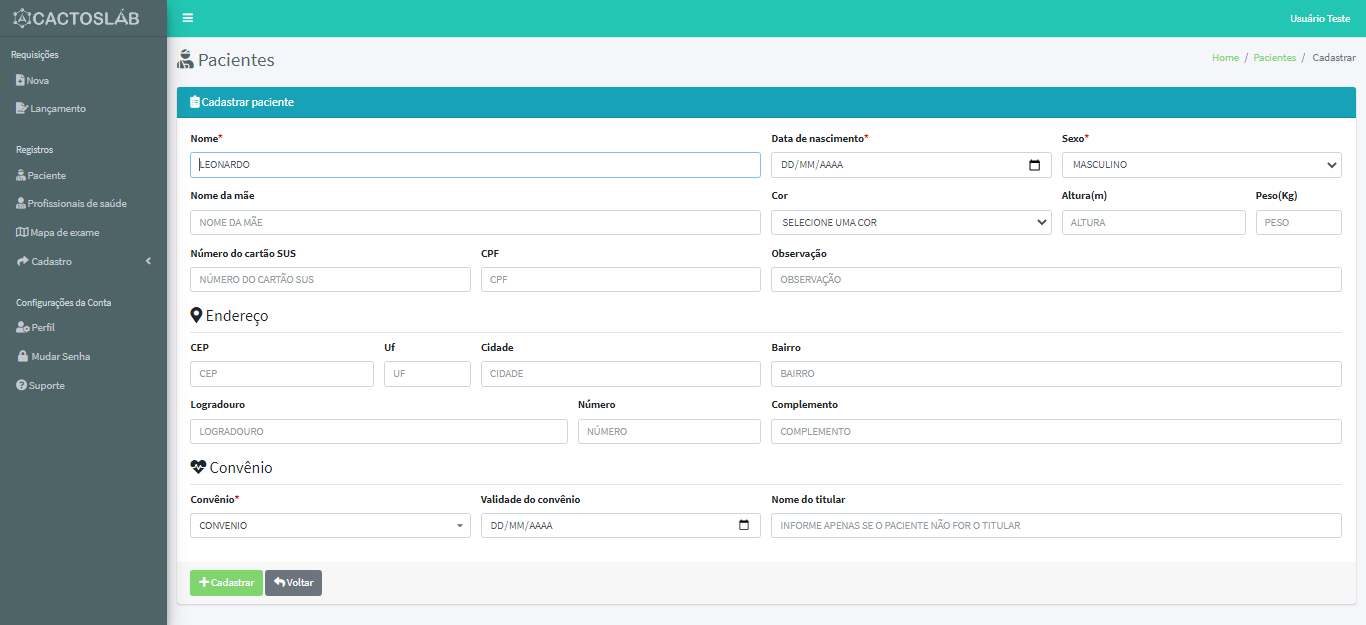 CACTOSLÁB
Usuário Teste
Requisições
Nova
Lançamento
Registros
Paciente
Profissionais de saúde
Mapa de exame
Cadastro
Configurações da Conta
Perfil
Mudar Senha
Suporte
Pacientes
Home / Pacientes / Cadastrar
Cadastrar paciente
Nome* Data de nascimento* Sexo*
LEONARDO DD/MM/AAAA MASCULINO
Nome da mãe Cor Altura(m) Peso(Kg)
NOME DA MÃE SELECIONE UMA COR ALTURA PESO
Número do cartão SUS CPF Observação
NÚMERO DO CARTÃO SUS CPF OBSERVAÇÃO
Endereço
CEP Uf Cidade Bairro
CEP UF CIDADE BAIRRO
Logradouro Número Complemento
LOGRADOURO NÚMERO COMPLEMENTO
Convênio
Convênio* Validade do convênio Nome do titular
CONVENIO DD/MM/AAAA INFORME APENAS SE O PACIENTE NÃO FOR O TITULAR
Cadastrar Voltar